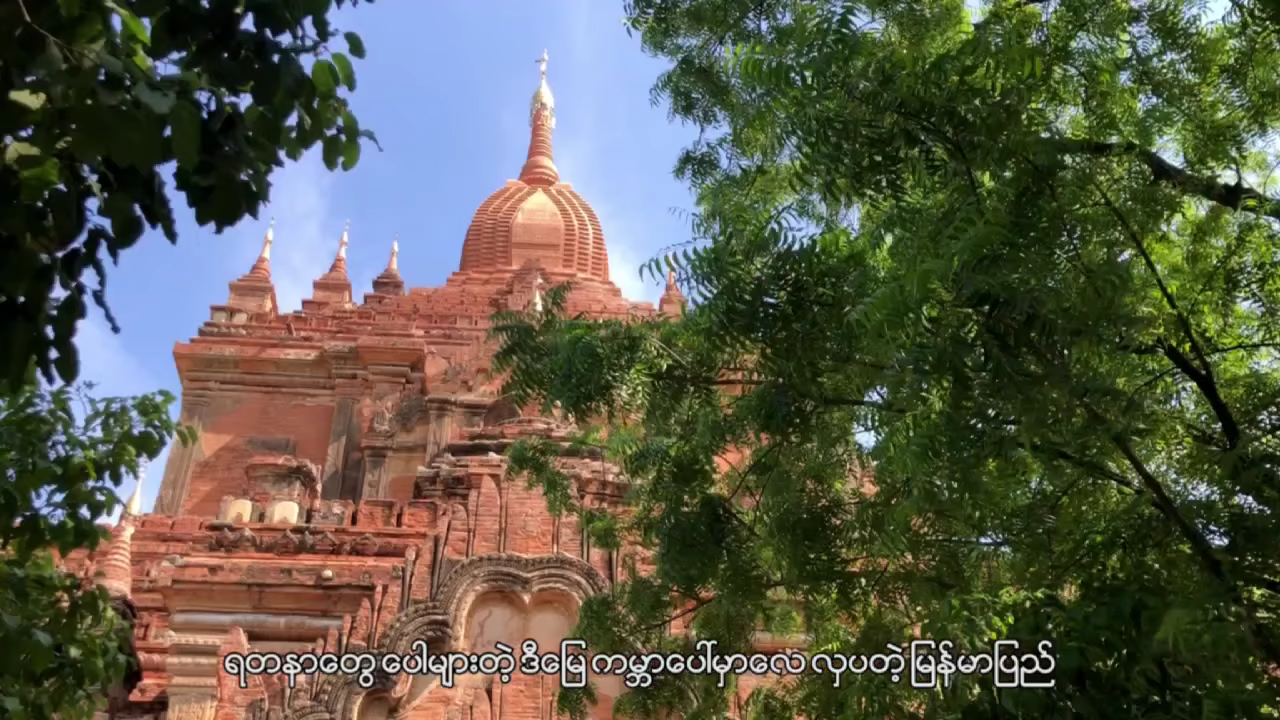 ရတနာတွေ ပေါများတဲ့ ဒီမြေ ကမ္ဘာပေါ်မှာလေ လှပတဲ့ မြန်မာပြည်